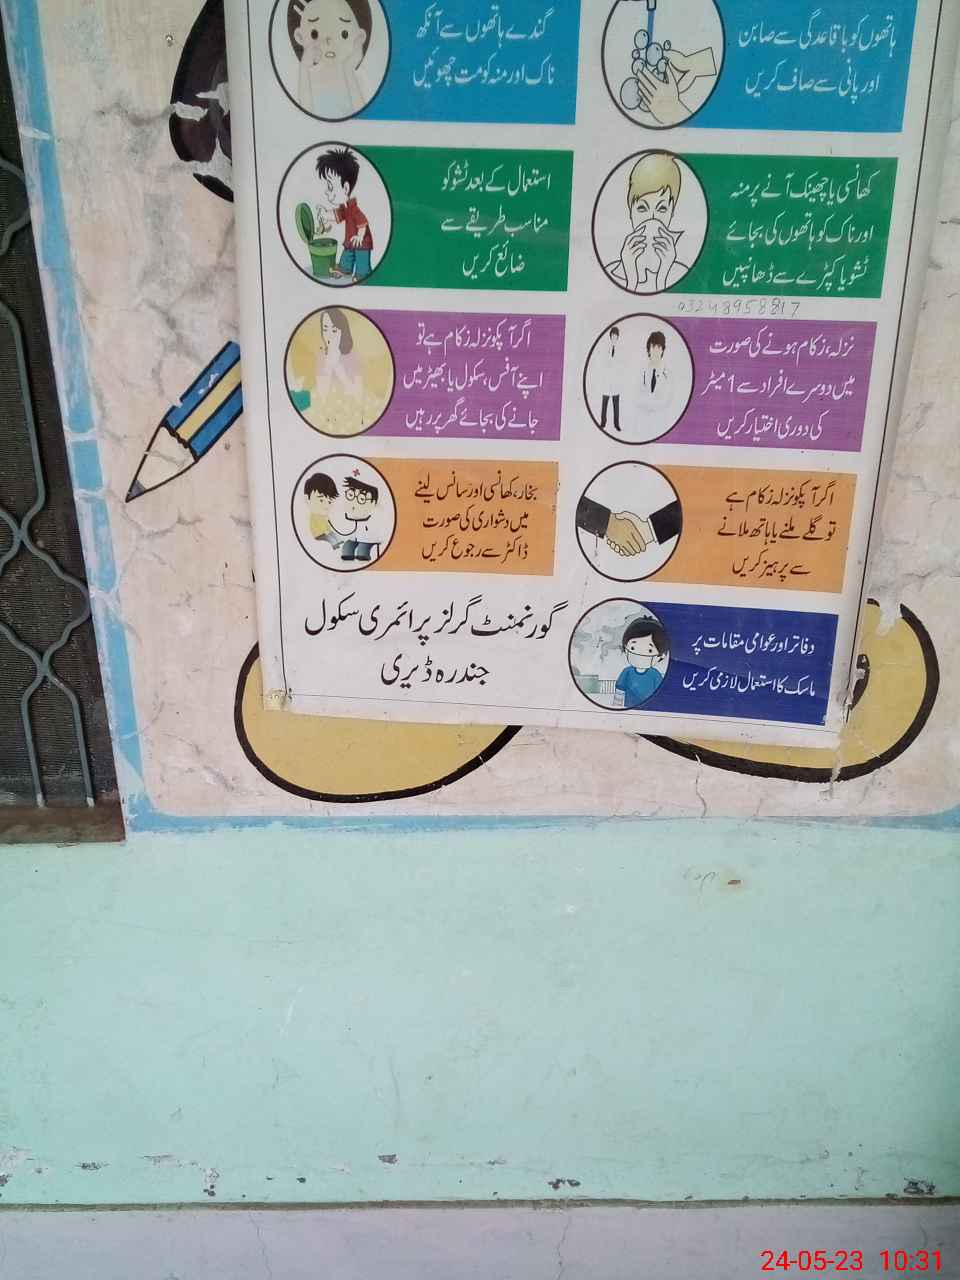 ہاتھوں کو باقاعدگی سے صابن
اور پانی سے صاف کریں
گندے ہاتھوں سے آنکھ
ناک اور منہ کو مت چھوئیں
کھانسی یا چھینک آنے پر منہ
اور ناک کو ہاتھوں کی بجائے
ٹشو یا کپڑے سے ڈھانپیں
استعمال کے بعد ٹشو کو
مناسب طریقے سے
ضائع کریں
03248958817
نزلہ، زکام ہونے کی صورت
میں دوسرے افراد سے 1 میٹر
کی دوری اختیار کریں
اگر آپکو نزلہ زکام ہے تو
اپنے آفس، سکول یا بھیڑ میں
جانے کی بجائے گھر پر رہیں
اگر آپکو نزلہ زکام ہے
تو گلے ملنے یا ہاتھ ملانے
سے پرہیز کریں
بخار، کھانسی اور سانس لینے
میں دشواری کی صورت
ڈاکٹر سے رجوع کریں
دفاتر اور عوامی مقامات پر
ماسک کا استعمال لازمی کریں
گورنمنٹ گرلز پرائمری سکول
جندرہ ڈیری
24-05-23 10:31